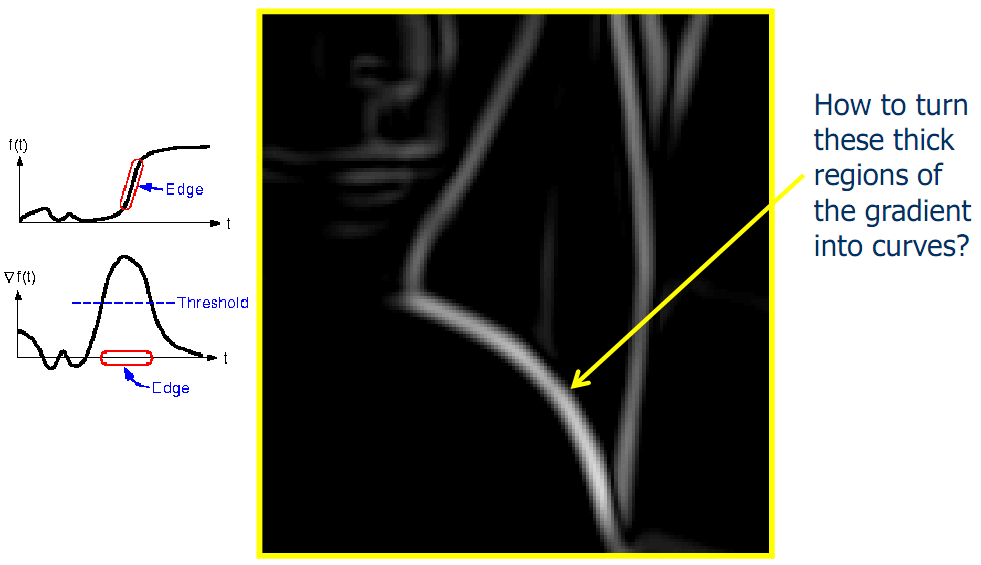 f(t)
Edge
t
∇f(t)
Threshold
t
Edge
How to turn
these thick
regions of
the gradient
into curves?